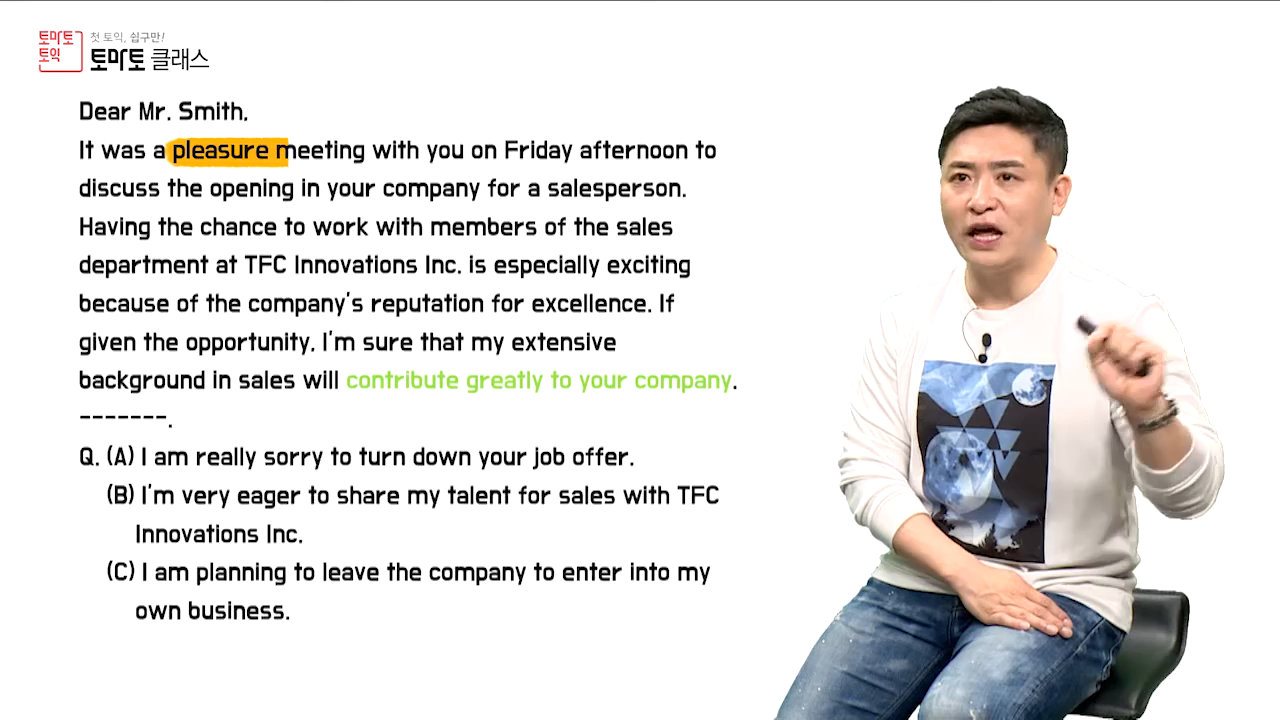 토마토
토익
첫 토익, 쉽구만!
토마토 클래스
Dear Mr. Smith,
It was a pleasure meeting with you on Friday afternoon to
discuss the opening in your company for a salesperson.
Having the chance to work with members of the sales
department at TFC Innovations Inc. is especially exciting
because of the company's reputation for excellence. If
given the opportunity, I'm sure that my extensive
background in sales will contribute greatly to your company.
-------.
Q. (A) I am really sorry to turn down your job offer.
(B) I'm very eager to share my talent for sales with TFC
Innovations Inc.
(C) I am planning to leave the company to enter into my
own business.